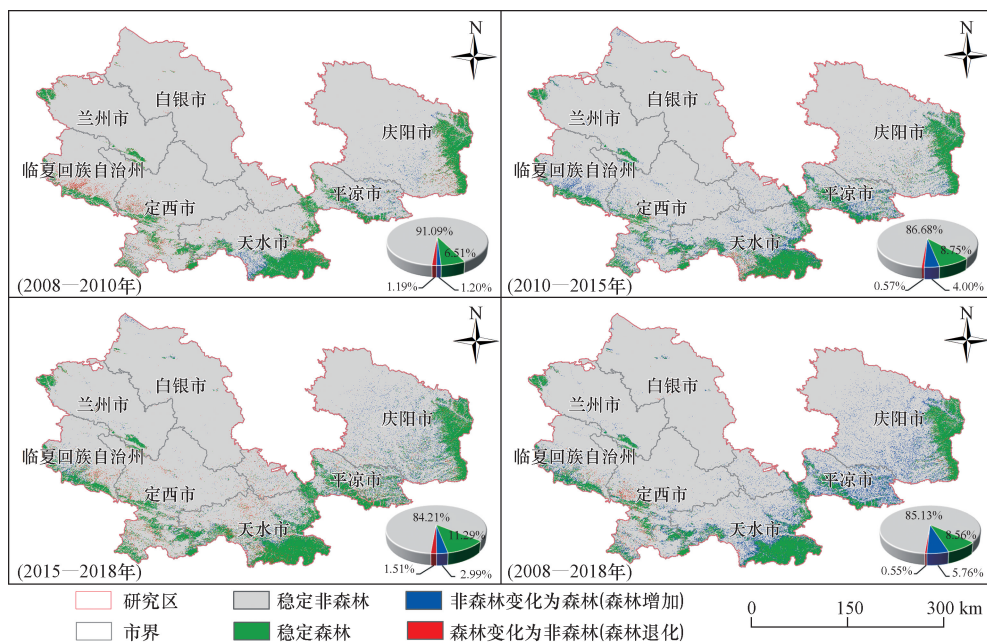 N
白银市
兰州市
庆阳市
临夏回族自治州
平凉市
定西市
天水市
91.09%
6.51%
1.19%
1.20%
(2008—2010年)
N
白银市
兰州市
庆阳市
临夏回族自治州
平凉市
定西市
天水市
86.68%
8.75%
0.57%
4.00%
(2010—2015年)
N
白银市
兰州市
庆阳市
临夏回族自治州
平凉市
定西市
天水市
84.21%
11.29%
1.51%
2.99%
(2015—2018年)
N
白银市
兰州市
庆阳市
临夏回族自治州
平凉市
定西市
天水市
85.13%
8.56%
0.55%
5.76%
(2008—2018年)
研究区 稳定非森林 非森林变化为森林(森林增加)
市界 稳定森林 森林变化为非森林(森林退化)
0 150 300 km